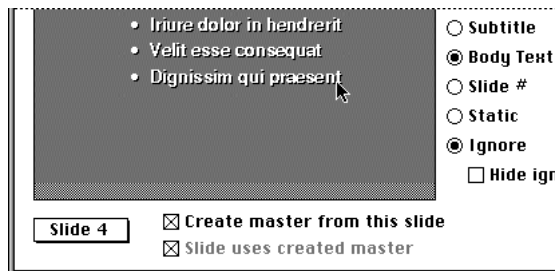 • Iriure dolor in hendrerit
• Velit esse consequat
• Dignissim qui praesent
Subtitle
Body Text
Slide #
Static
Ignore
Hide
Slide 4
Create master from this slide
Slide uses created master